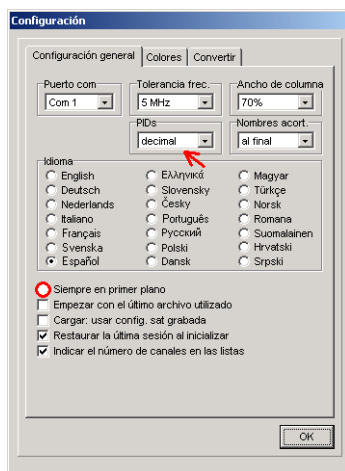 Configuración
Configuración general Colores Convertir
Puerto com Tolerancia frec. Ancho de columna
Com 1 5 MHz 70%
PIDs Nombres acort.
decimal al final
Idioma
English Ελληνικά Magyar
Deutsch Slovensky Türkçe
Nederlands Česky Norsk
Italiano Português Romana
Français Русский Suomalainen
Svenska Polski Hrvatski
Español Dansk Srpski
Siempre en primer plano
Empezar con el último archivo utilizado
Cargar: usar config. sat grabada
Restaurar la última sesión al inicializar
Indicar el número de canales en las listas
OK